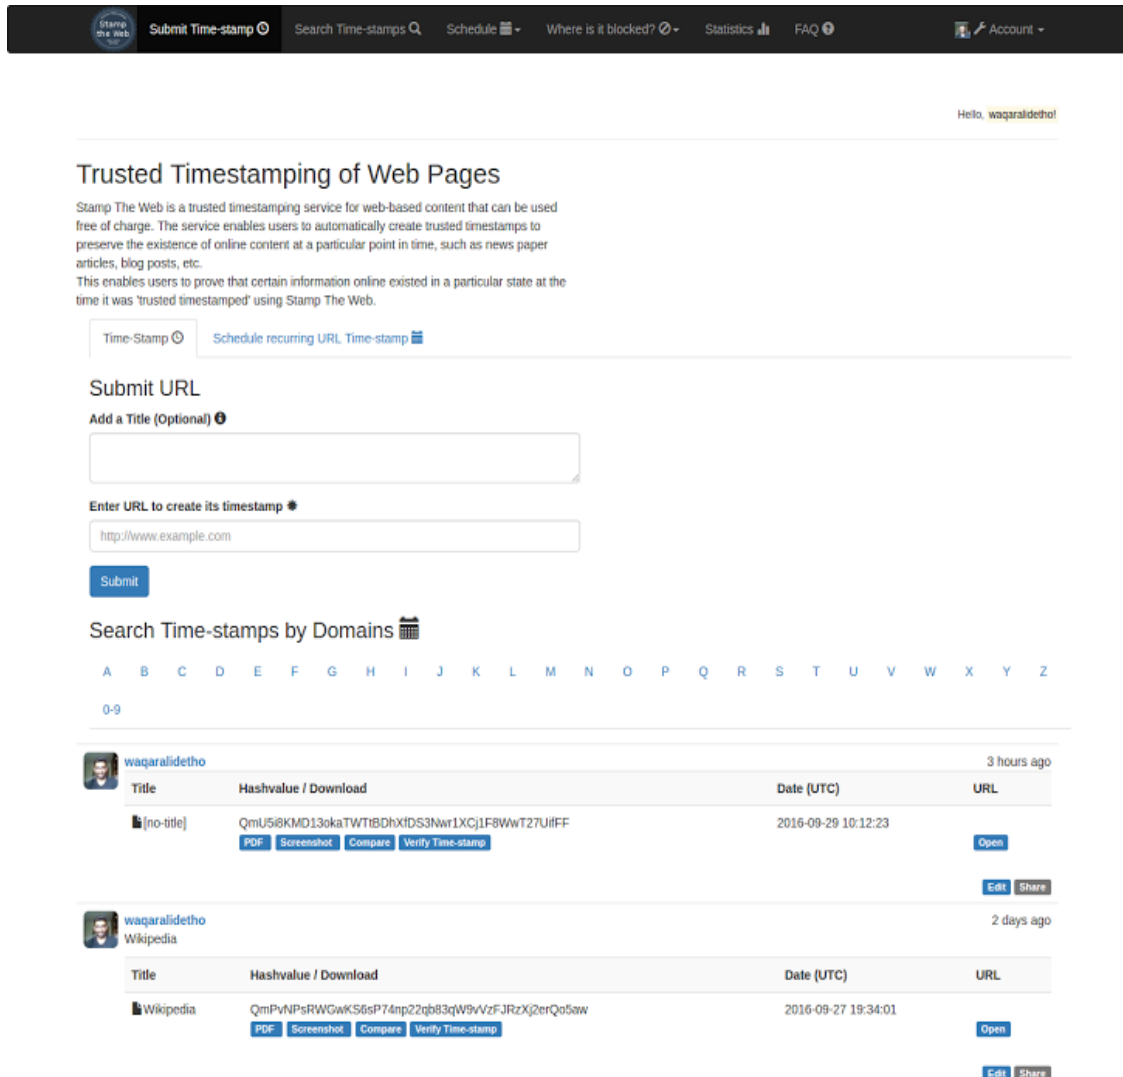 Stamp the Web Submit Time-stamp Search Time-stamps Schedule Where is it blocked? Statistics FAQ Account
Hello, waqaralidetho!
Trusted Timestamping of Web Pages
Stamp The Web is a trusted timestamping service for web-based content that can be used
free of charge. The service enables users to automatically create trusted timestamps to
preserve the existence of online content at a particular point in time, such as news paper
articles, blog posts, etc.
This enables users to prove that certain information online existed in a particular state at the
time it was 'trusted timestamped' using Stamp The Web.
Time-Stamp Schedule recurring URL Time-stamp
Submit URL
Add a Title (Optional)
Enter URL to create its timestamp
http://www.example.com
Submit
Search Time-stamps by Domains
A B C D E F G H I J K L M N O P Q R S T U V W X Y Z
0-9
waqaralidetho 3 hours ago
Title Hashvalue / Download Date (UTC) URL
[no-title] QmU5i8KMD13okaTWTtBDhXfDS3Nwr1XCj1F8WwT27UifFF 2016-09-29 10:12:23
PDF Screenshot Compare Verify Time-stamp Open
Edit Share
waqaralidetho 2 days ago
Wikipedia
Title Hashvalue / Download Date (UTC) URL
Wikipedia QmPvNPsRWGwKS6sP74np22qb83qW9vVzFJRzXj2erQo5aw 2016-09-27 19:34:01
PDF Screenshot Compare Verify Time-stamp Open
Edit Share